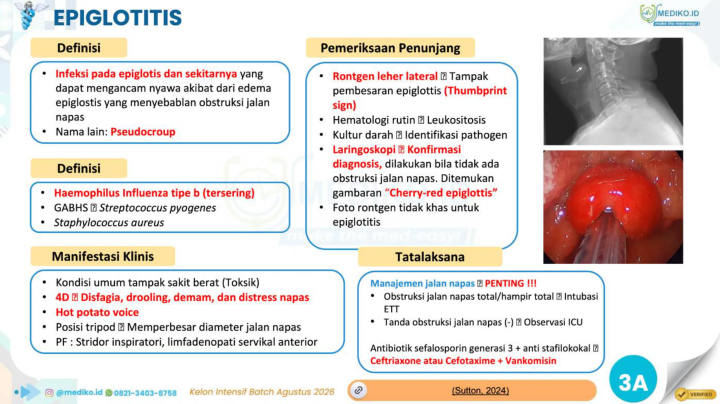 EPIGLOTITIS
MEDIKO.ID
make the med-easy!
Definisi
• Infeksi pada epiglotis dan sekitarnya yang
dapat mengancam nyawa akibat dari edema
epiglostis yang menyebablan obstruksi jalan
napas
• Nama lain: Pseudocroup
Definisi
• Haemophilus Influenza tipe b (tersering)
• GABHS Streptococcus pyogenes
• Staphylococcus aureus
Manifestasi Klinis
• Kondisi umum tampak sakit berat (Toksik)
• 4D Disfagia, drooling, demam, dan distress napas
• Hot potato voice
• Posisi tripod Memperbesar diameter jalan napas
• PF : Stridor inspiratori, limfadenopati servikal anterior
Pemeriksaan Penunjang
• Rontgen leher lateral Tampak
pembesaran epiglottis (Thumbprint
sign)
• Hematologi rutin Leukositosis
• Kultur darah Identifikasi pathogen
• Laringoskopi Konfirmasi
diagnosis, dilakukan bila tidak ada
obstruksi jalan napas. Ditemukan
gambaran “Cherry-red epiglottis”
• Foto rontgen tidak khas untuk
epiglotitis
Tatalaksana
Manajemen jalan napas PENTING !!!
• Obstruksi jalan napas total/hampir total Intubasi
ETT
• Tanda obstruksi jalan napas (-) Observasi ICU
Antibiotik sefalosporin generasi 3 + anti stafilokokal
Ceftriaxone atau Cefotaxime + Vankomisin
3A
@mediko.id 0821-3403-8758 Kelon Intensif Batch Agustus 2026
(Sutton, 2024)
VERIFIED